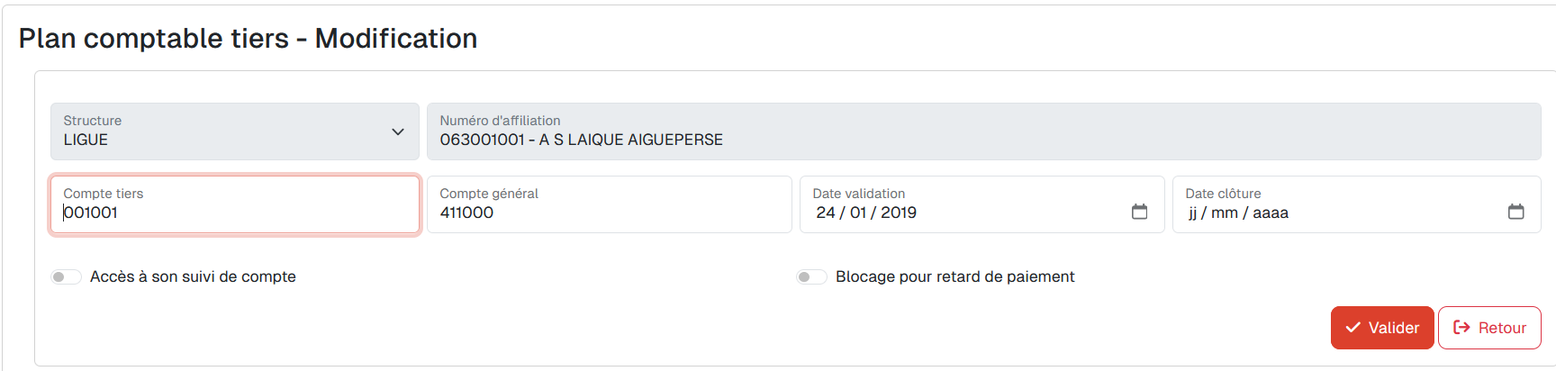 Plan comptable tiers - Modification
Structure
LIGUE
Numéro d'affiliation
063001001 - A S LAIQUE AIGUEPERSE
Compte tiers
001001
Compte général
411000
Date validation
24 / 01 / 2019
Date clôture
jj / mm / aaaa
Accès à son suivi de compte
Blocage pour retard de paiement
Valider
Retour